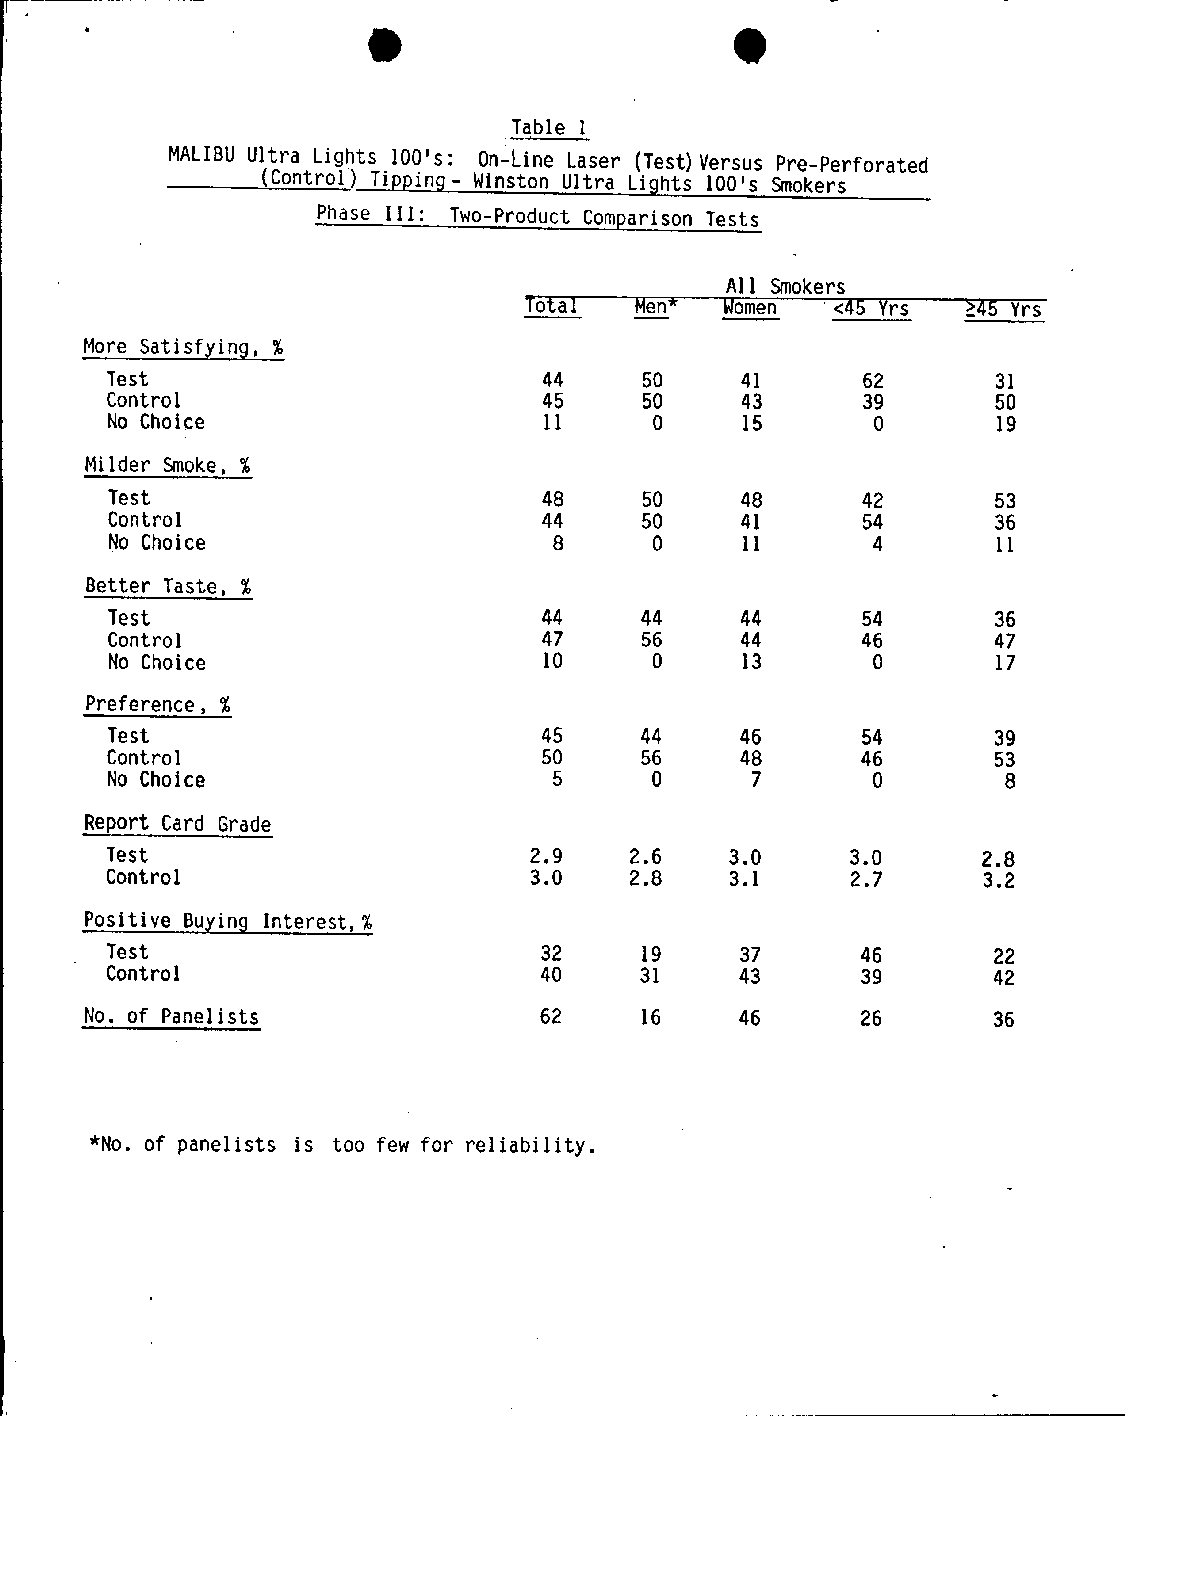 Table 1
MALIBU Ultra Lights 100's: On-Line Laser (Test) Versus Pre-Perforated
(Control) Tipping - Winston Ultra Lights 100's Smokers
Phase III: Two-Product Comparison Tests
All Smokers
Total Men* Women <45 Yrs ≥45 Yrs
More Satisfying, %
Test 44 50 41 62 31
Control 45 50 43 39 50
No Choice 11 0 15 0 19
Milder Smoke, %
Test 48 50 48 42 53
Control 44 50 41 54 36
No Choice 8 0 11 4 11
Better Taste, %
Test 44 44 44 54 36
Control 47 56 44 46 47
No Choice 10 0 13 0 17
Preference, %
Test 45 44 46 54 39
Control 50 56 48 46 53
No Choice 5 0 7 0 8
Report Card Grade
Test 2.9 2.6 3.0 3.0 2.8
Control 3.0 2.8 3.1 2.7 3.2
Positive Buying Interest, %
Test 32 19 37 46 22
Control 40 31 43 39 42
No. of Panelists 62 16 46 26 36
*No. of panelists is too few for reliability.